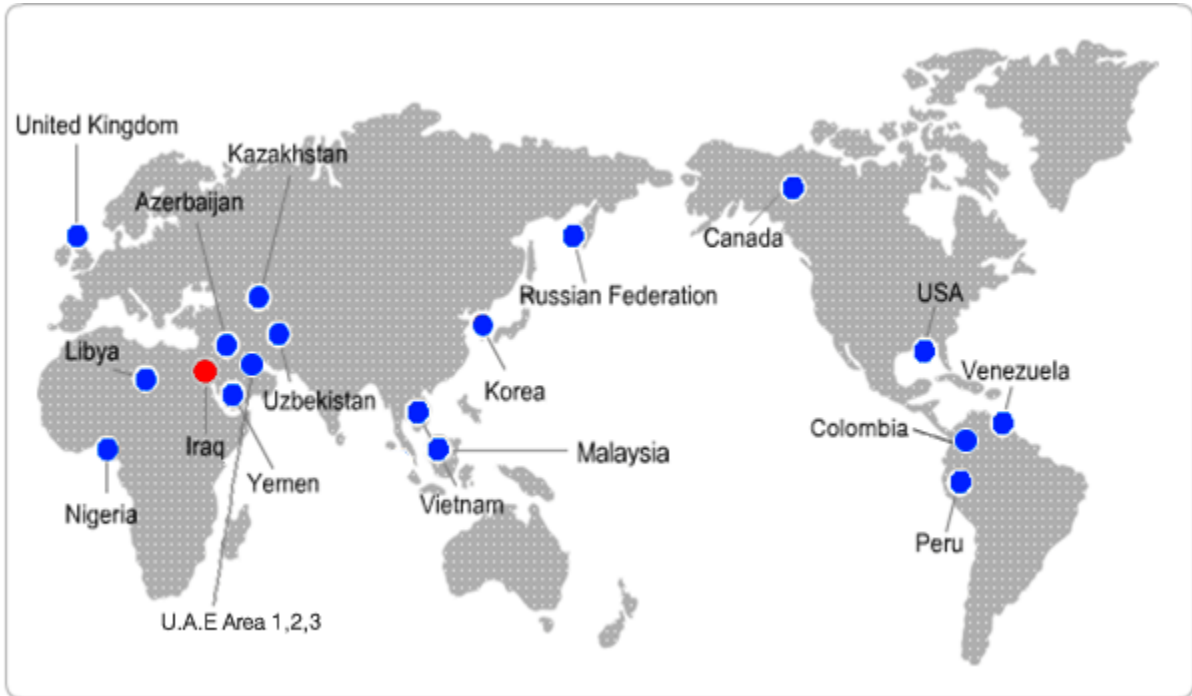 United Kingdom
Kazakhstan
Azerbaijan
Canada
Russian Federation
USA
Libya
Venezuela
Korea
Uzbekistan
Colombia
Iraq
Malaysia
Yemen
Vietnam
Nigeria
Peru
U.A.E Area 1,2,3